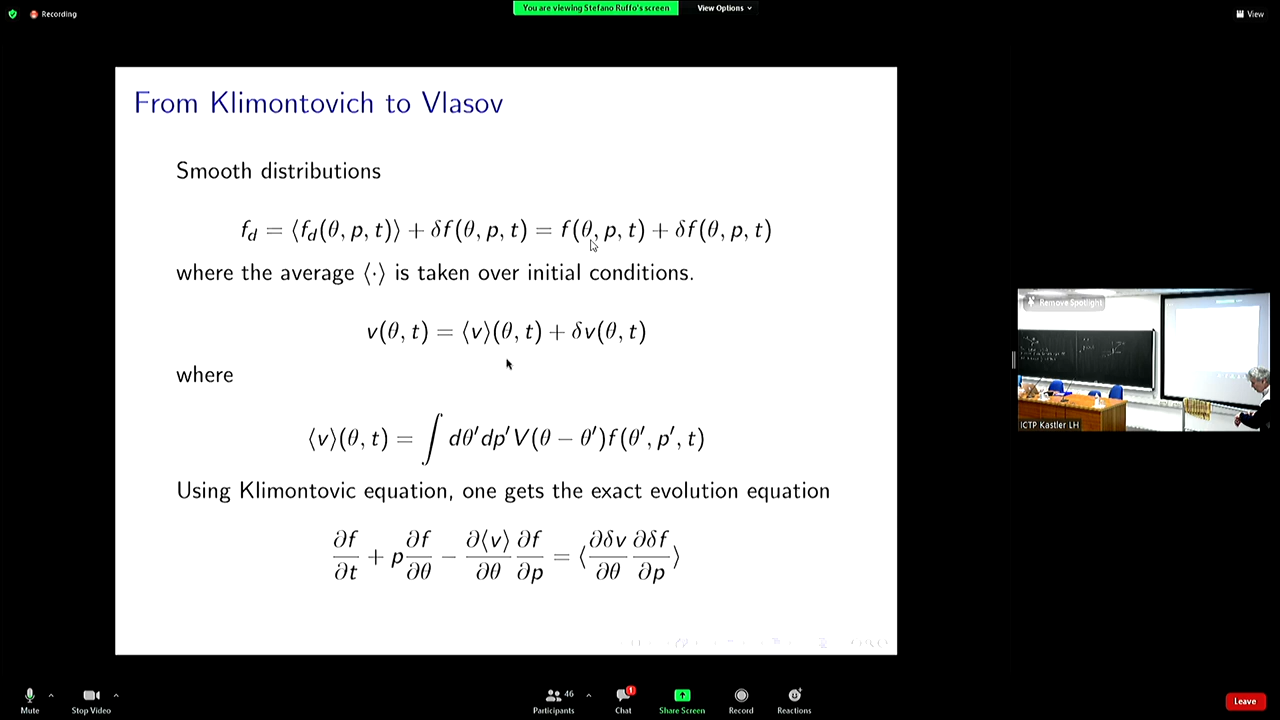 Recording
You are viewing Stefano Ruffo's screen
View Options
View
From Klimontovich to Vlasov
Smooth distributions
f_d = ⟨f_d(θ, p, t)⟩ + δf(θ, p, t) = f(θ, p, t) + δf(θ, p, t)
where the average ⟨·⟩ is taken over initial conditions.
v(θ, t) = ⟨v⟩(θ, t) + δv(θ, t)
where
⟨v⟩(θ, t) = ∫ dθ′dp′V(θ − θ′)f(θ′, p′, t)
Using Klimontovic equation, one gets the exact evolution equation
∂f/∂t + p ∂f/∂θ − ∂⟨v⟩/∂θ ∂f/∂p = ⟨∂δv/∂θ ∂δf/∂p⟩
Remove Spotlight
ICTP Kastler LH
Mute
Stop Video
46
Participants
1
Chat
Share Screen
Record
Reactions
Leave